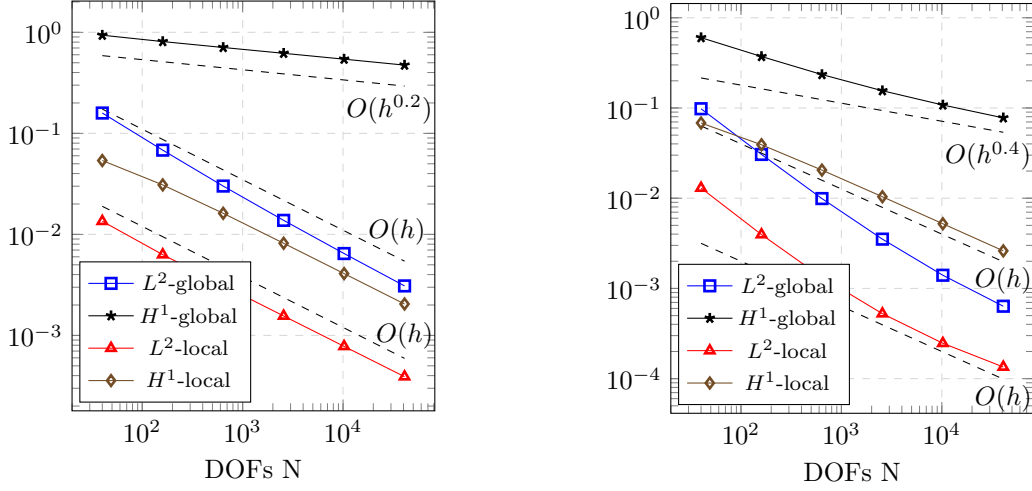 10^0
10^{-1}
10^{-2}
10^{-3}
10^2
10^3
10^4
DOFs N
O(h^{0.2})
O(h)
O(h)
L^2-global
H^1-global
L^2-local
H^1-local
10^0
10^{-1}
10^{-2}
10^{-3}
10^{-4}
10^2
10^3
10^4
DOFs N
O(h^{0.4})
O(h)
O(h)
L^2-global
H^1-global
L^2-local
H^1-local